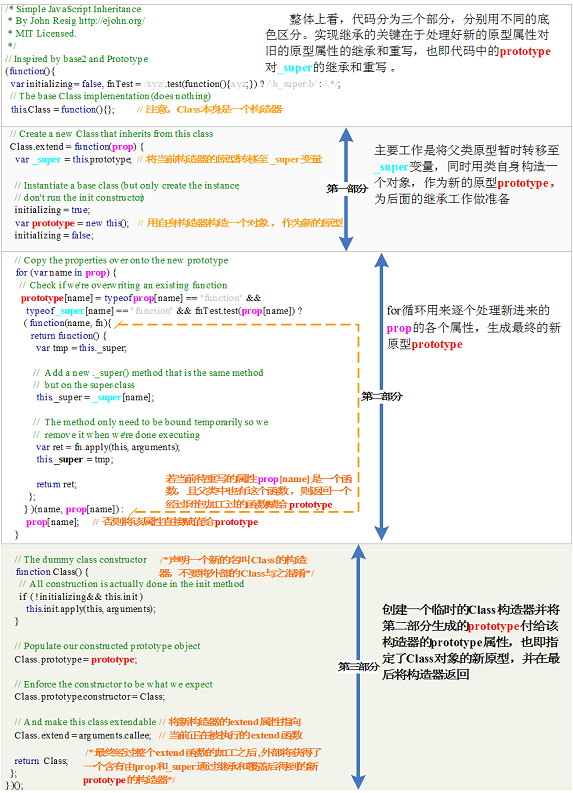 /* Simple JavaScript Inheritance
 * By John Resig http://ejohn.org/
 * MIT Licensed.
 */
// Inspired by base2 and Prototype
(function(){
  var initializing = false, fnTest = /xyz/.test(function(){xyz;}) ? /\b_super\b/ : /.*/;
  // The base Class implementation (does nothing)
  this.Class = function(){};      // 注意，Class本身是一个构造器
整体上看，代码分为三个部分，分别用不同的底
色区分。实现继承的关键在于处理好新的原型属性对
旧的原型属性的继承和重写，也即代码中的prototype
对_super的继承和重写 。
  // Create a new Class that inherits from this class
  Class.extend = function(prop) {
    var _super = this.prototype; // 将当前构造器的原型转移至 _super变量
    // Instantiate a base class (but only create the instance,
    // don't run the init constructor)
    initializing = true;
    var prototype = new this();   // 用自身构造器构造一个对象 ，作为新的原型
    initializing = false;
第一部分
主要工作是将父类原型暂时转移至
_super变量，同时用类自身构造一
个对象，作为新的原型prototype，
为后面的继承工作做准备
    // Copy the properties over onto the new prototype
    for (var name in prop) {
      // Check if we're overwriting an existing function
      prototype[name] = typeof prop[name] == "function" &&
        typeof _super[name] == "function" && fnTest.test(prop[name]) ?
        ( function(name, fn){
          return function() {
            var tmp = this._super;
            // Add a new ._super() method that is the same method
            // but on the super-class
            this._super = _super[name];
            // The method only need to be bound temporarily so we
            // remove it when we're done executing
            var ret = fn.apply(this, arguments);
            this._super = tmp;
            return ret;
          };
        } )(name, prop[name]) :
        prop[name];    // 否则将该属性直接赋值给prototype
    }
若当前待重写的属性prop[name] 是一个函
数，且父类中也有这个函数 ，则返回一个
经过闭包加工过的函数赋给 prototype
第二部分
for循环用来逐个处理新进来的
prop的各个属性，生成最终的新
原型prototype
    // The dummy class constructor
    function Class() {
      // All construction is actually done in the init method
      if ( !initializing && this.init )
        this.init.apply(this, arguments);
    }
/*声明一个新的名叫Class的构造
器，不要将外部的Class与之混淆*/
    // Populate our constructed prototype object
    Class.prototype = prototype;
    // Enforce the constructor to be what we expect
    Class.prototype.constructor = Class;
    // And make this class extendable // 将新构造器的extend 属性指向
    Class.extend = arguments.callee;   // 当前正在被执行的 extend 函数
    return Class;
  };
})();
/*最终经过整个extend 函数的加工之后，外部将获得了
一个含有由prop和_super 通过继承和覆盖后得到的新
prototype 的构造器*/
第三部分
创建一个临时的Class 构造器并将
第二部分生成的prototype付给该
构造器的prototype属性，也即指
定了Class对象的新原型，并在最
后将构造器返回